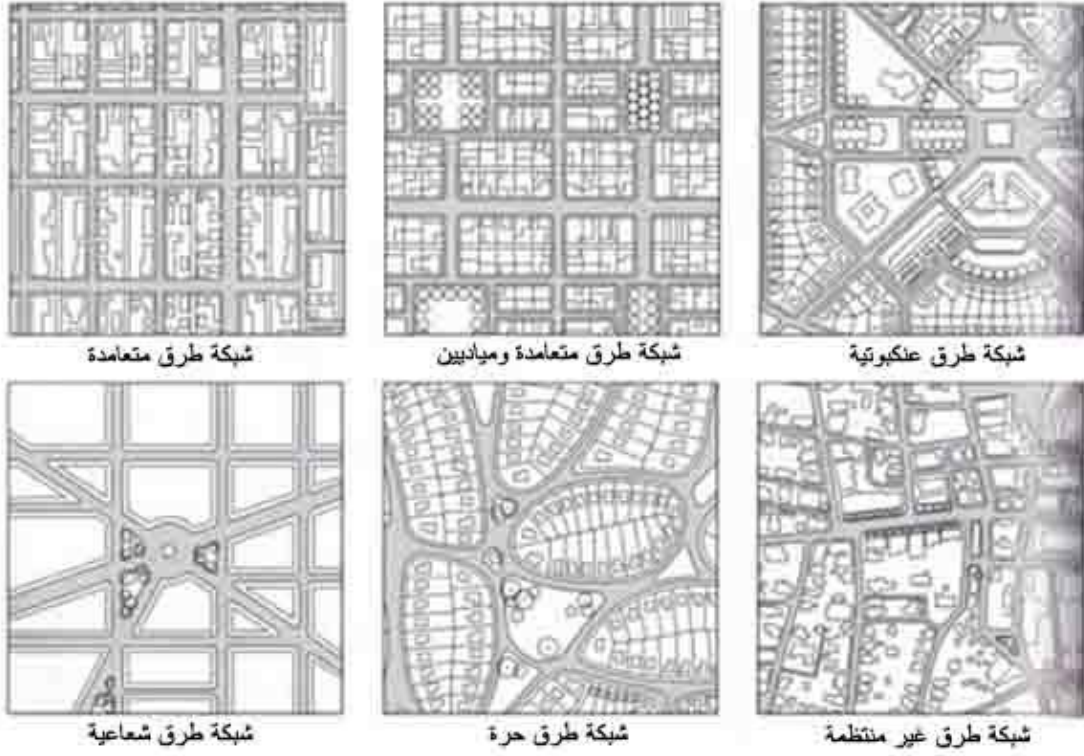 شبكة طرق عنكبوتية
شبكة طرق متعامدة ومياديين
شبكة طرق متعامدة
شبكة طرق غير منتظمة
شبكة طرق حرة
شبكة طرق شعاعية